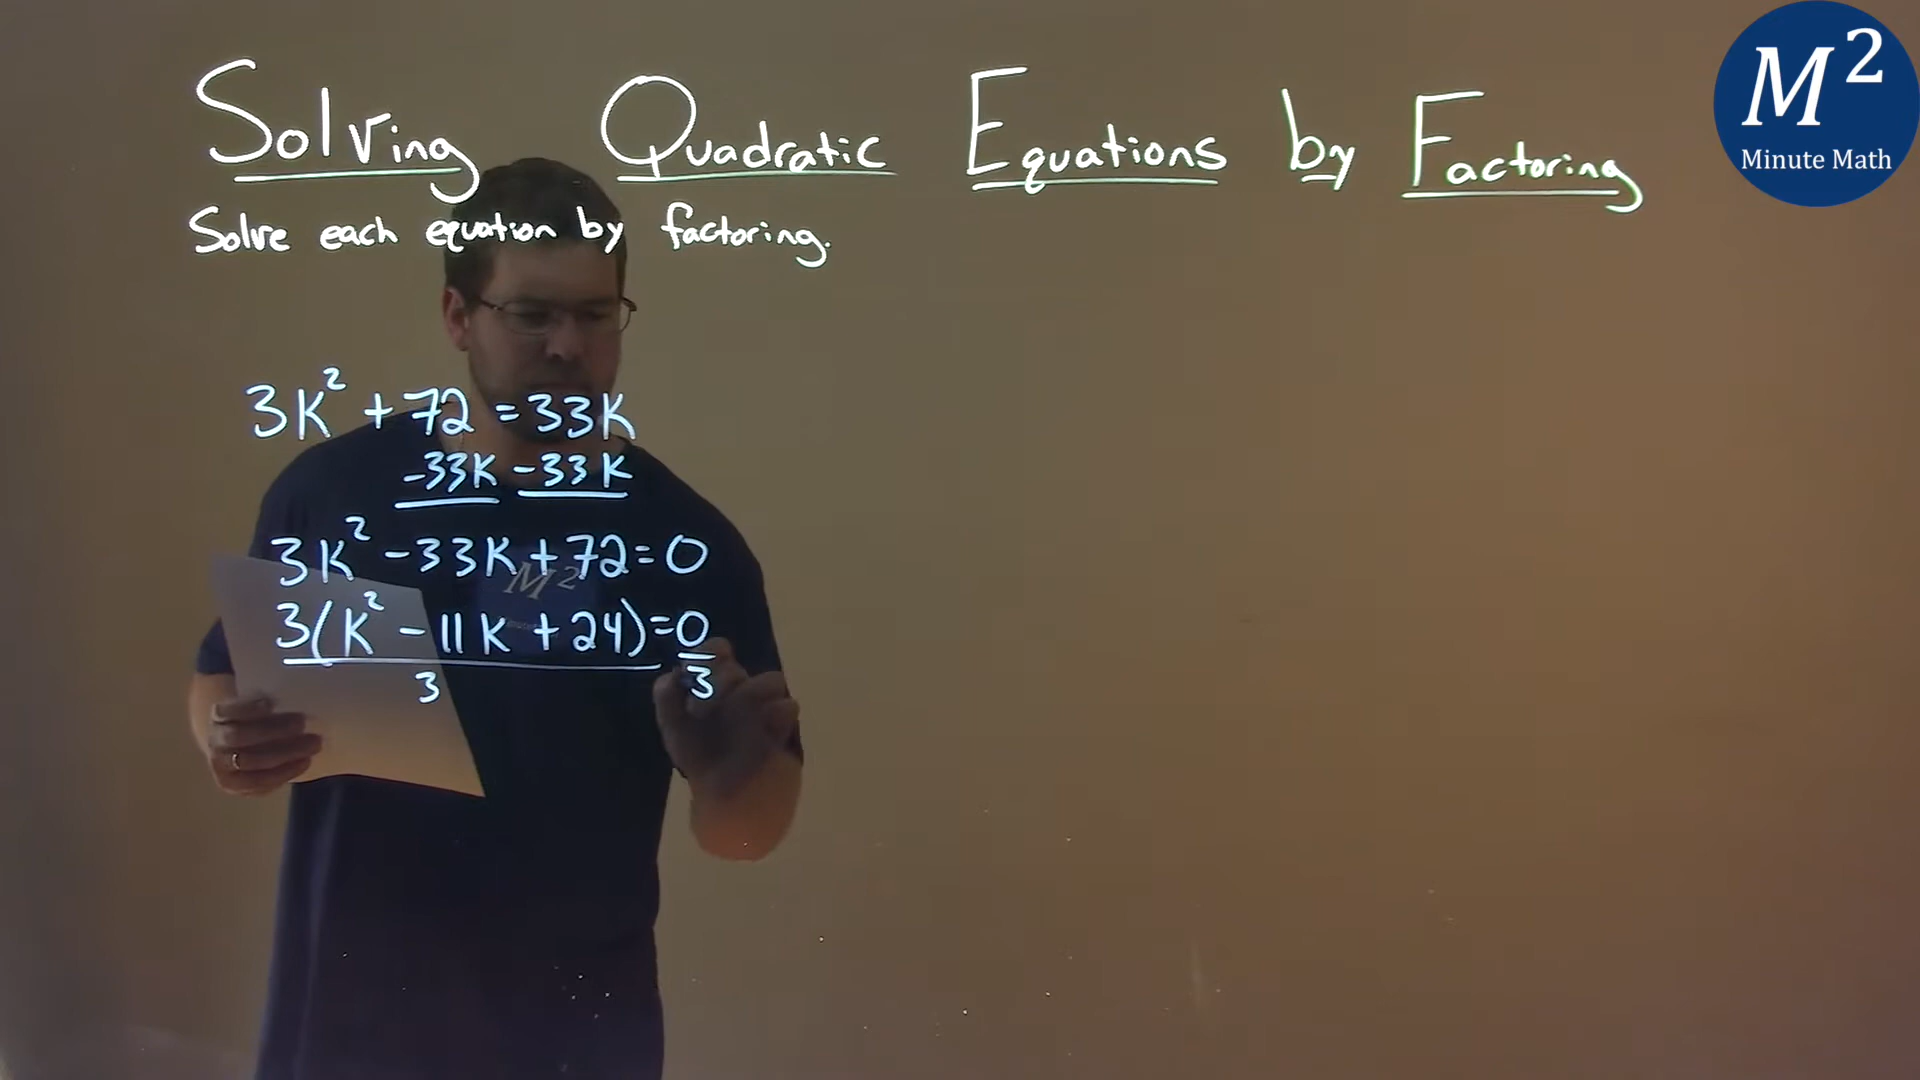 Solving Quadratic Equations by Factoring
M²
Minute Math
Solve each equation by factoring.
3K² + 72 = 33K
-33K -33K
3K² - 33K + 72 = 0
M²
3(K² - 11K + 24) = 0
3 3